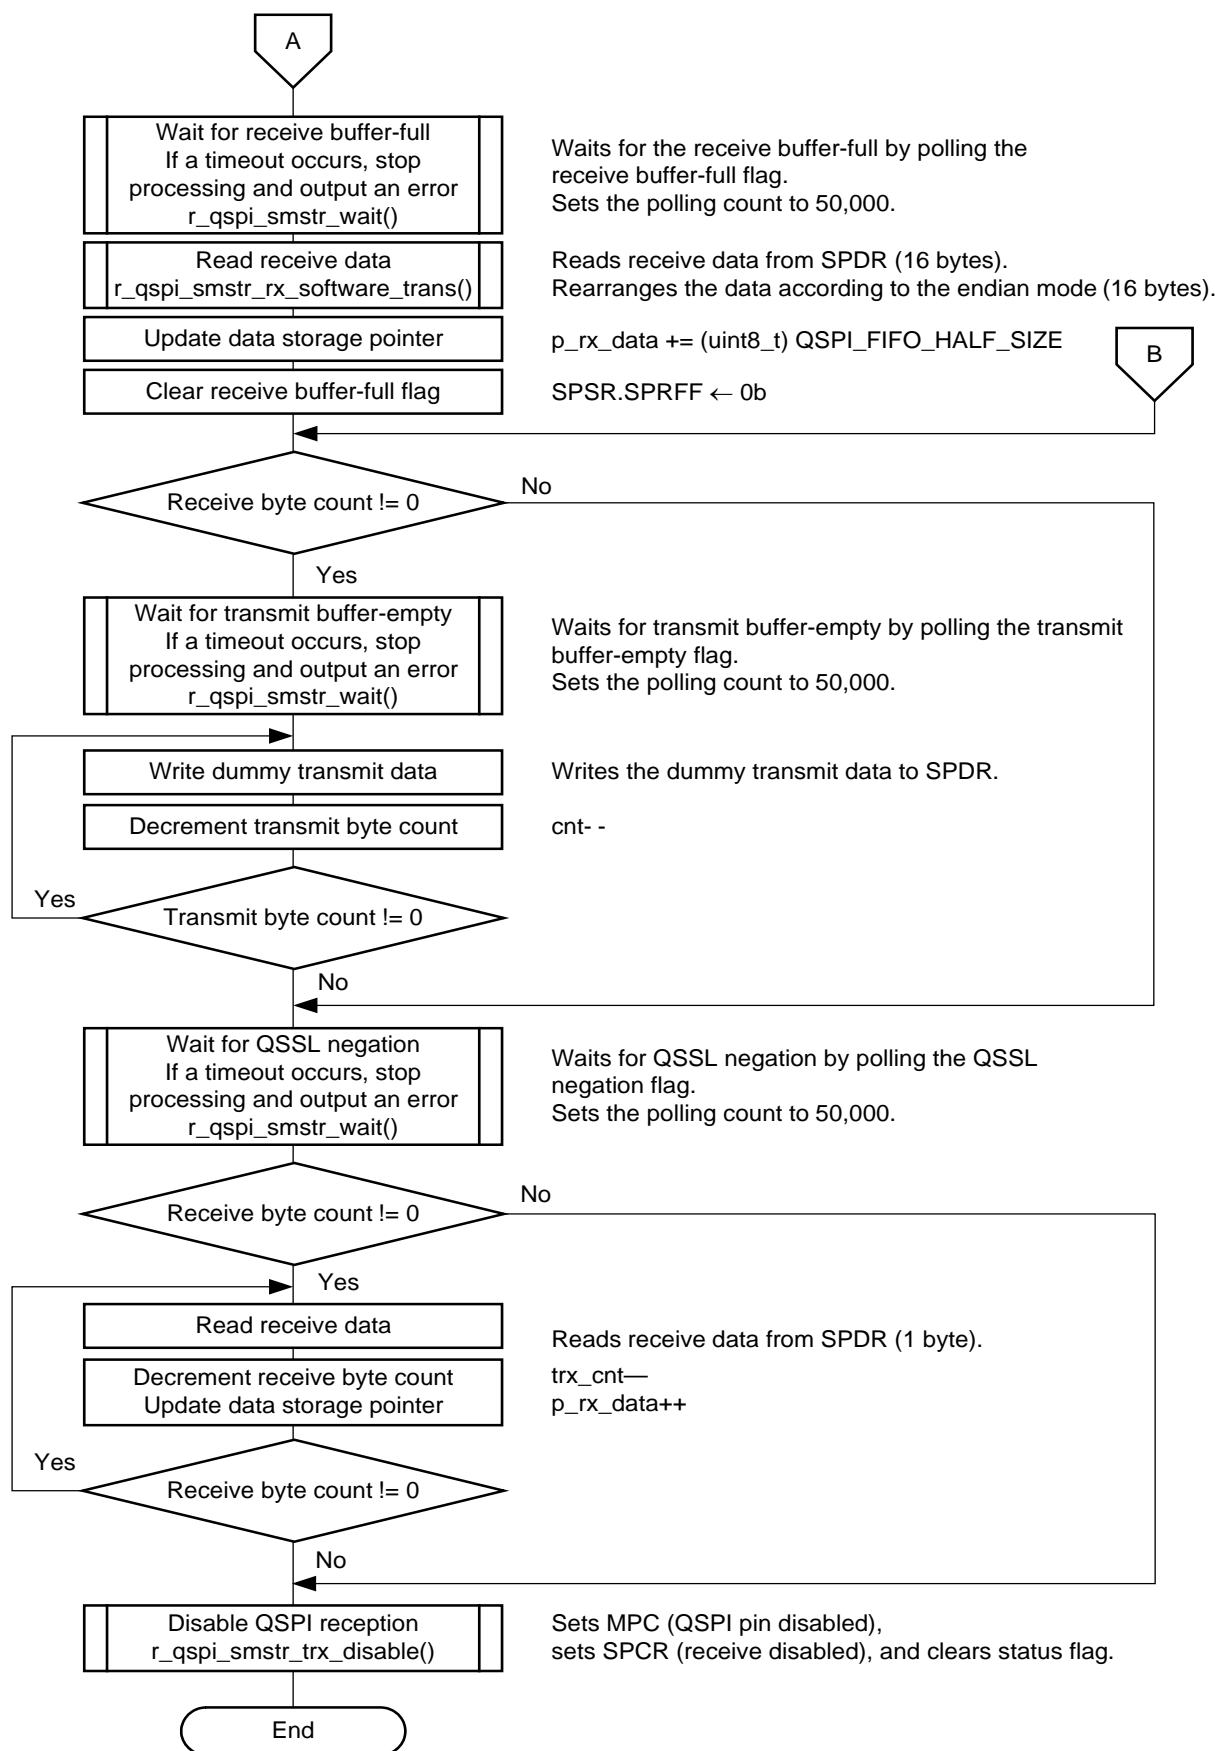 A
Wait for receive buffer-full
If a timeout occurs, stop
processing and output an error
r_qspi_smstr_wait()
Waits for the receive buffer-full by polling the
receive buffer-full flag.
Sets the polling count to 50,000.
Read receive data
r_qspi_smstr_rx_software_trans()
Reads receive data from SPDR (16 bytes).
Rearranges the data according to the endian mode (16 bytes).
Update data storage pointer
p_rx_data += (uint8_t) QSPI_FIFO_HALF_SIZE
B
Clear receive buffer-full flag
SPSR.SPRFF ← 0b
Receive byte count != 0
No
Yes
Wait for transmit buffer-empty
If a timeout occurs, stop
processing and output an error
r_qspi_smstr_wait()
Waits for transmit buffer-empty by polling the transmit
buffer-empty flag.
Sets the polling count to 50,000.
Write dummy transmit data
Writes the dummy transmit data to SPDR.
Decrement transmit byte count
cnt- -
Yes
Transmit byte count != 0
No
Wait for QSSL negation
If a timeout occurs, stop
processing and output an error
r_qspi_smstr_wait()
Waits for QSSL negation by polling the QSSL
negation flag.
Sets the polling count to 50,000.
Receive byte count != 0
No
Yes
Read receive data
Reads receive data from SPDR (1 byte).
Decrement receive byte count
Update data storage pointer
trx_cnt—
p_rx_data++
Yes
Receive byte count != 0
No
Disable QSPI reception
r_qspi_smstr_trx_disable()
Sets MPC (QSPI pin disabled),
sets SPCR (receive disabled), and clears status flag.
End